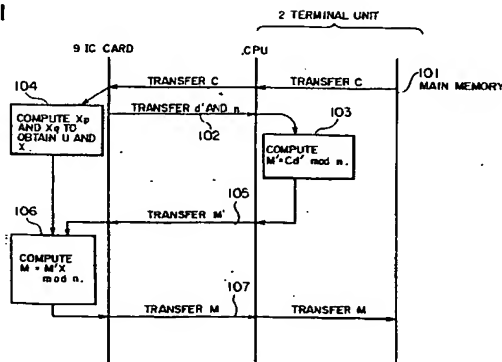 2 TERMINAL UNIT
9 IC CARD
CPU
104
TRANSFER C
TRANSFER C
101
MAIN MEMORY
COMPUTE Xp
AND Xq TO
OBTAIN U AND
X
TRANSFER d' AND n
102
103
COMPUTE
M'=Cd' mod n.
105
TRANSFER M'
106
COMPUTE
M = M'X
mod n.
107
TRANSFER M
TRANSFER M